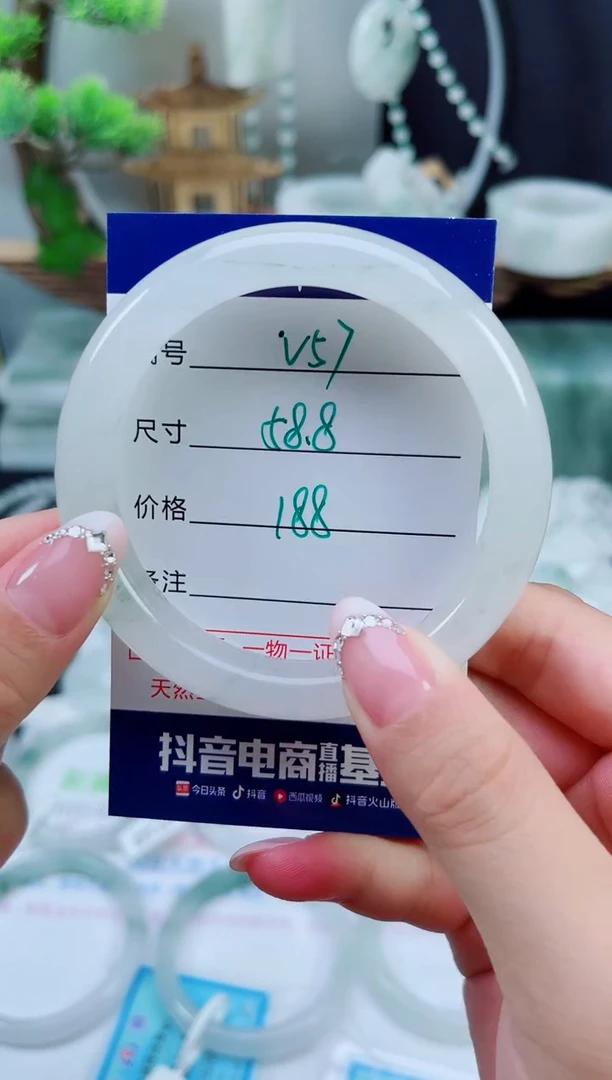 号 V57
尺寸 58.8
价格 188
注
一物一证
天然
抖音电商直播基
今日头条 抖音 西瓜视频 抖音火山版